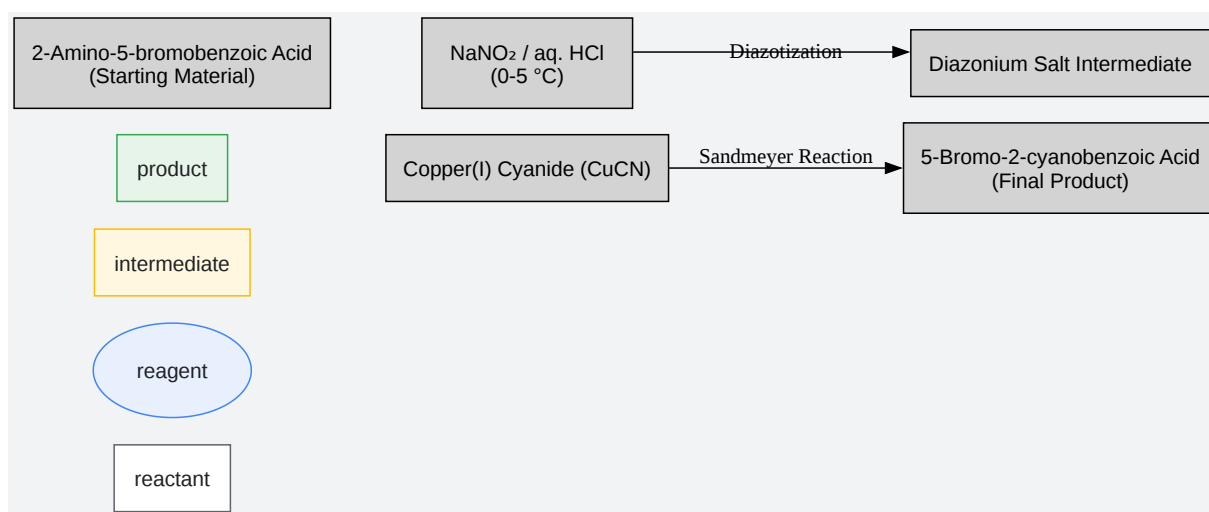 2-Amino-5-bromobenzoic Acid
(Starting Material)
NaNO₂ / aq. HCl
(0-5 °C)
Diazotization
Diazonium Salt Intermediate
product
Copper(I) Cyanide (CuCN)
Sandmeyer Reaction
5-Bromo-2-cyanobenzoic Acid
(Final Product)
intermediate
reagent
reactant